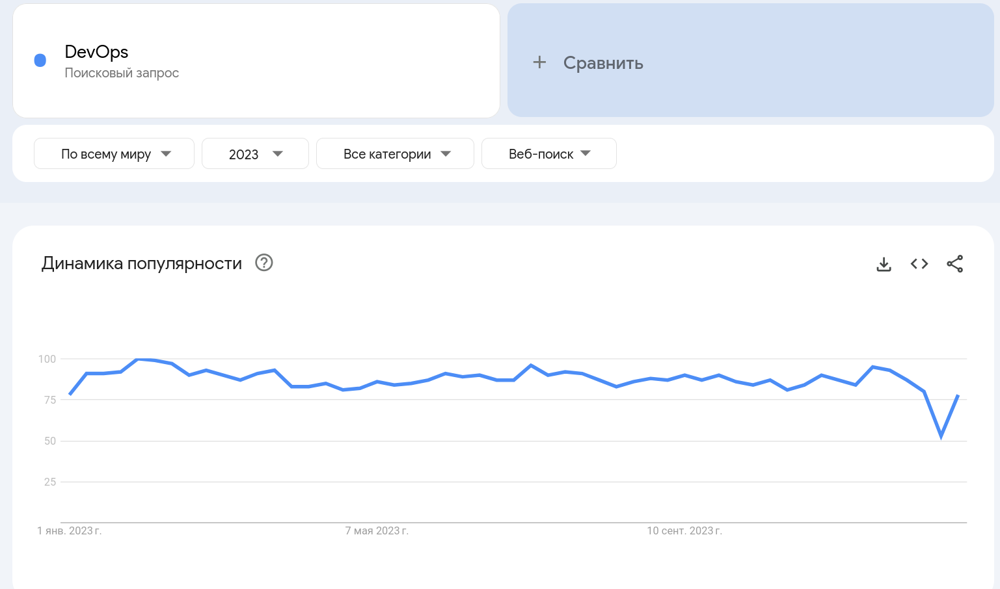 DevOps
Поисковый запрос
+ Сравнить
По всему миру
2023
Все категории
Веб-поиск
Динамика популярности
100
75
50
25
1 янв. 2023 г.
7 мая 2023 г.
10 сент. 2023 г.